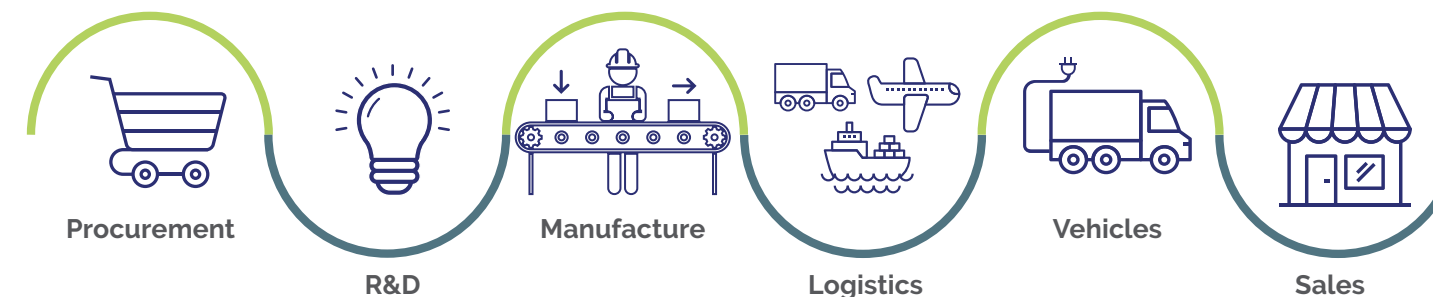 Procurement
R&D
Manufacture
Logistics
Vehicles
Sales